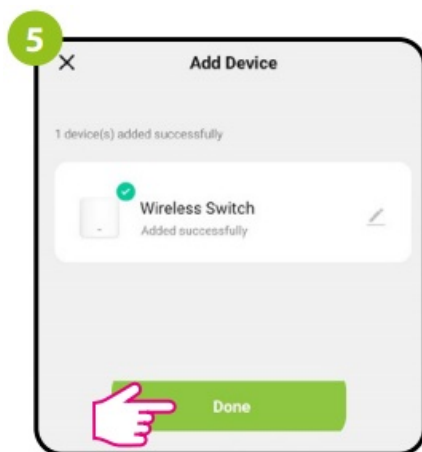 5
Add Device
1 device(s) added successfully
Wireless Switch
Added successfully
Done